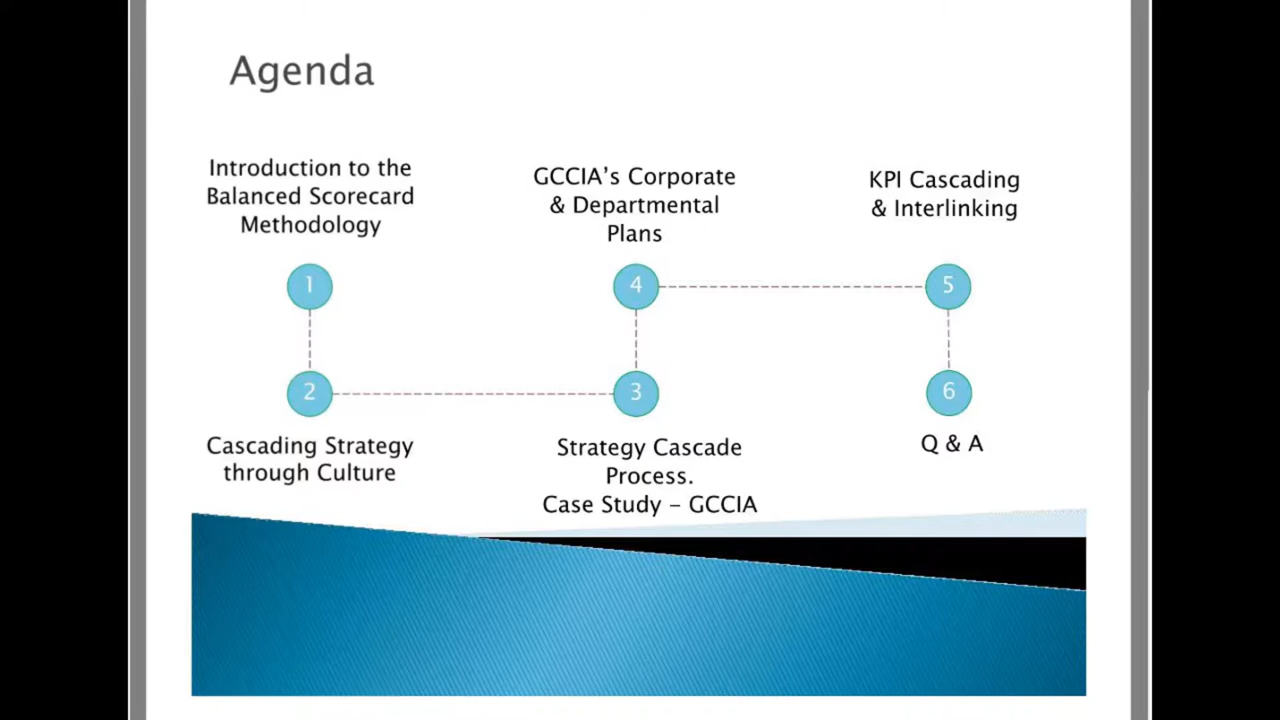 Agenda
Introduction to the
Balanced Scorecard
Methodology
1
2
Cascading Strategy
through Culture
GCCIA’s Corporate
& Departmental
Plans
4
3
Strategy Cascade
Process.
Case Study – GCCIA
KPI Cascading
& Interlinking
5
6
Q & A